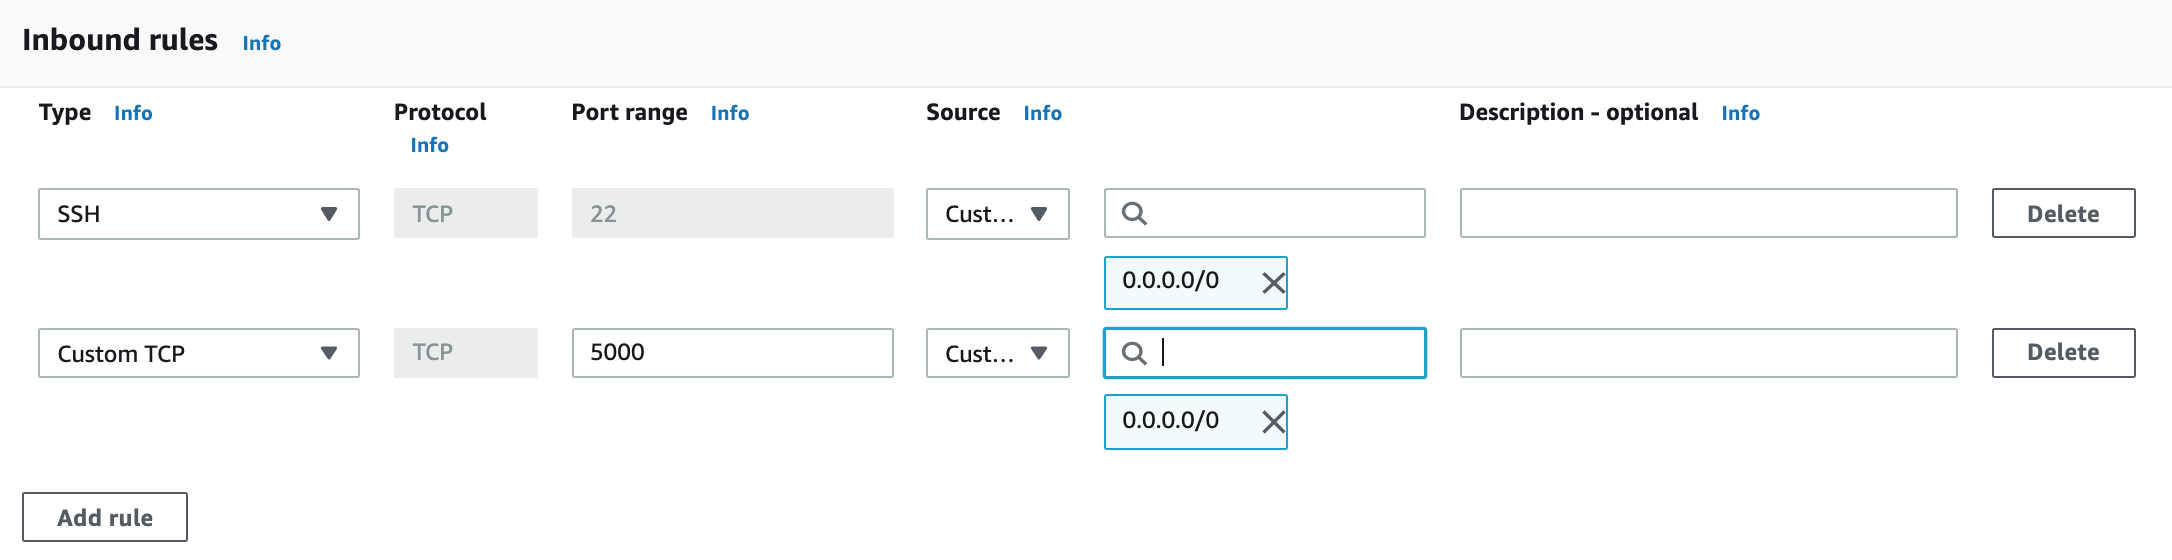 Inbound rules Info
Type Info Protocol Info Port range Info Source Info Description - optional Info
SSH TCP 22 Cust... Delete
0.0.0.0/0
Custom TCP TCP 5000 Cust... Delete
0.0.0.0/0
Add rule